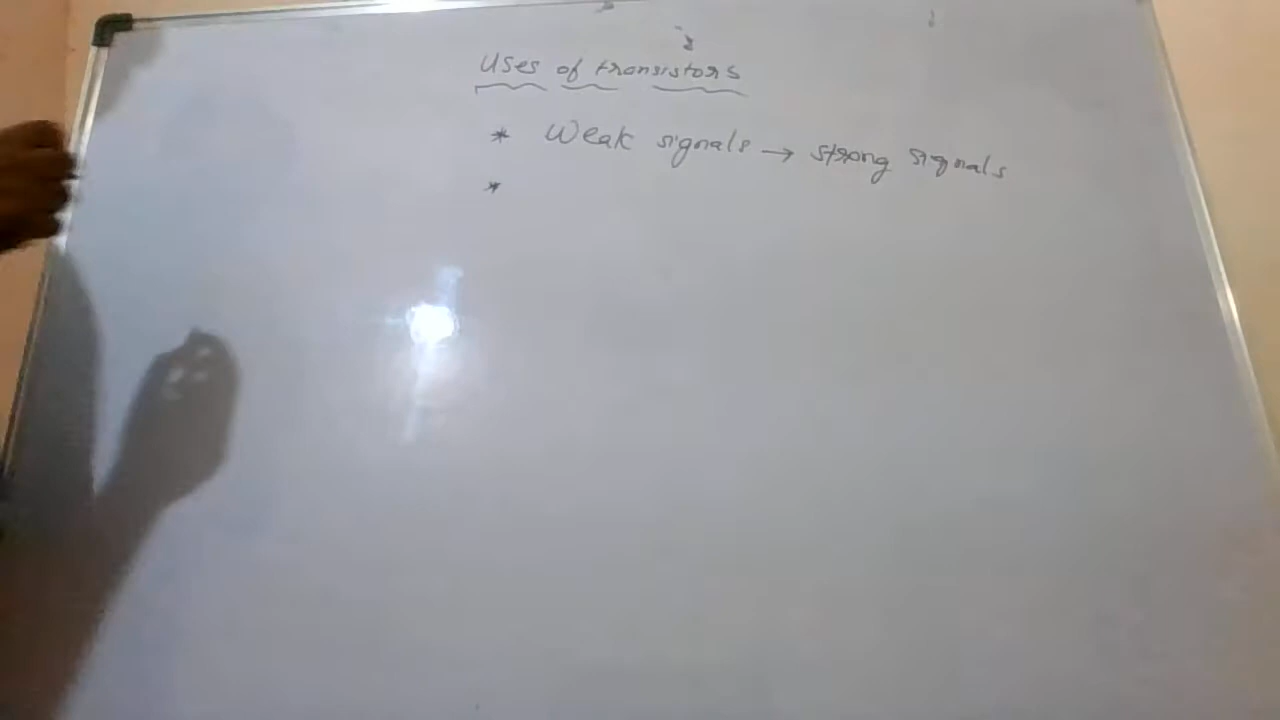 Uses of transistors
* Weak signals → strong signals
*